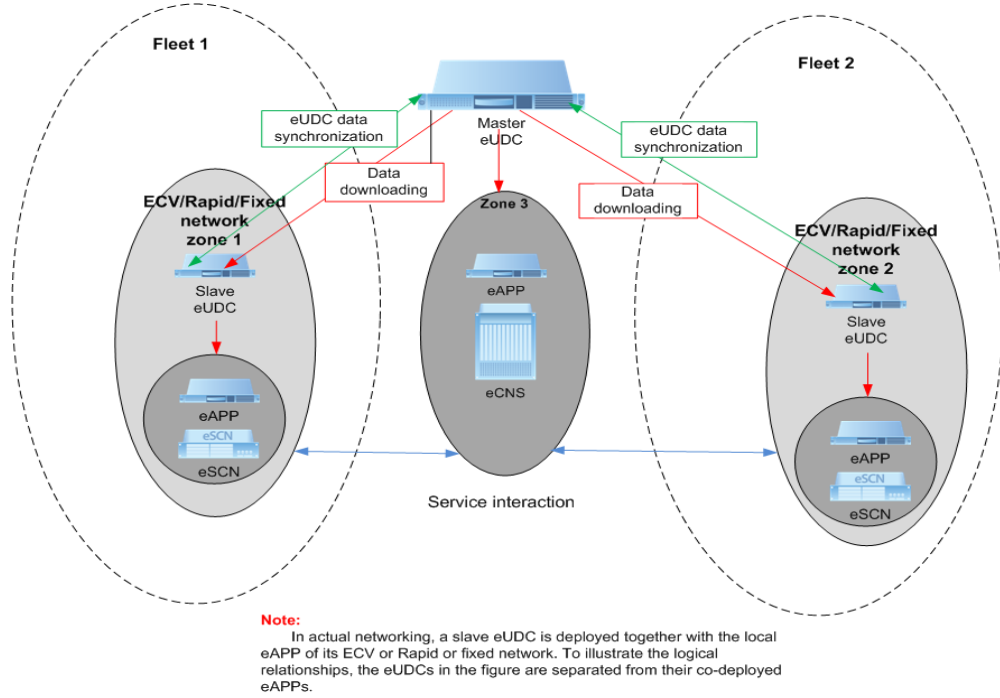 Fleet 1
Fleet 2
eUDC data
synchronization
Master
eUDC
eUDC data
synchronization
Data
downloading
Data
downloading
ECV/Rapid/Fixed
network
zone 1
Zone 3
ECV/Rapid/Fixed
network
zone 2
Slave
eUDC
eAPP
Slave
eUDC
eCNS
eAPP
eSCN
eSCN
eAPP
eSCN
eSCN
Service interaction
Note:
In actual networking, a slave eUDC is deployed together with the local
eAPP of its ECV or Rapid or fixed network. To illustrate the logical
relationships, the eUDCs in the figure are separated from their co-deployed
eAPPs.